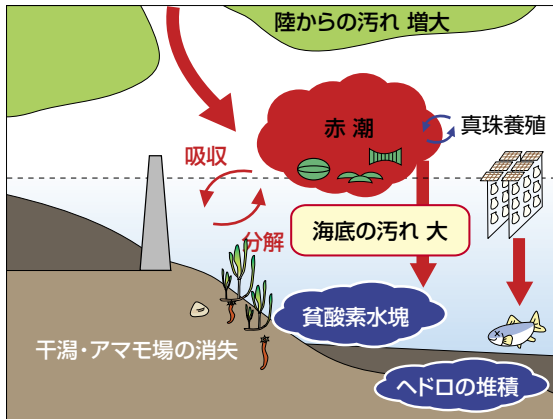 陸からの汚れ 増大
赤 潮
真珠養殖
吸収
分解
海底の汚れ 大
貧酸素水塊
干潟・アマモ場の消失
ヘドロの堆積